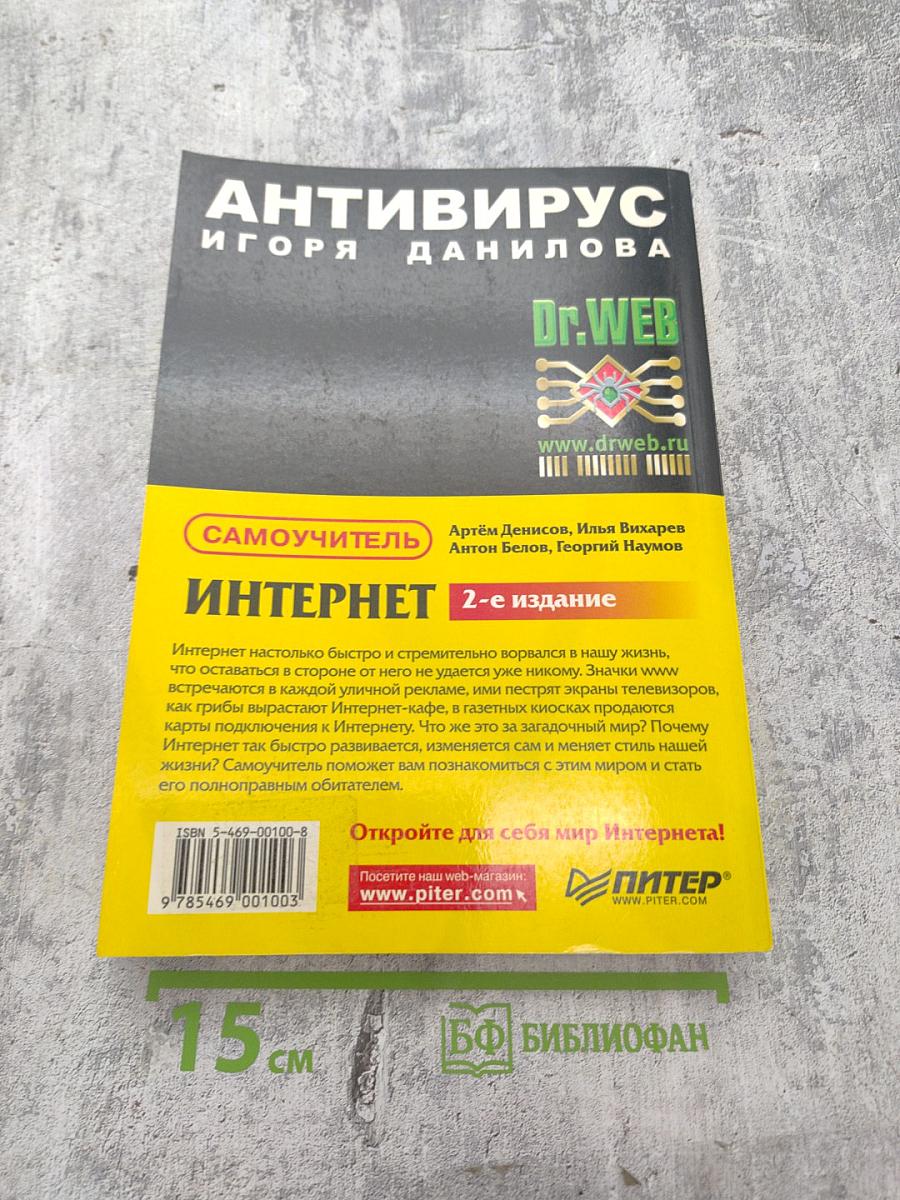 АНТИВИРУС
ИГОРЯ ДАНИЛОВА
Dr.WEB
www.drweb.ru
САМОУЧИТЕЛЬ
Артём Денисов, Илья Вихарев
Антон Белов, Георгий Наумов
ИНТЕРНЕТ
2-е издание
Интернет настолько быстро и стремительно ворвался в нашу жизнь,
что оставаться в стороне от него не удается уже никому. Значки www
встречаются в каждой уличной рекламе, ими пестрят экраны телевизоров,
как грибы вырастают Интернет-кафе, в газетных киосках продаются
карты подключения к Интернету. Что же это за загадочный мир? Почему
Интернет так быстро развивается, изменяется сам и меняет стиль нашей
жизни? Самоучитель поможет вам познакомиться с этим миром и стать
его полноправным обитателем.
ISBN 5-469-00100-8
9 785469 001003
Откройте для себя мир Интернета!
Посетите наш web-магазин:
www.piter.com
ПИТЕР®
WWW.PITER.COM
15 см
БФ БИБЛИОФАН